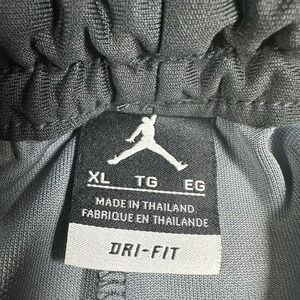 XL TG EG
MADE IN THAILAND
FABRIQUE EN THAILANDE
DRI-FIT